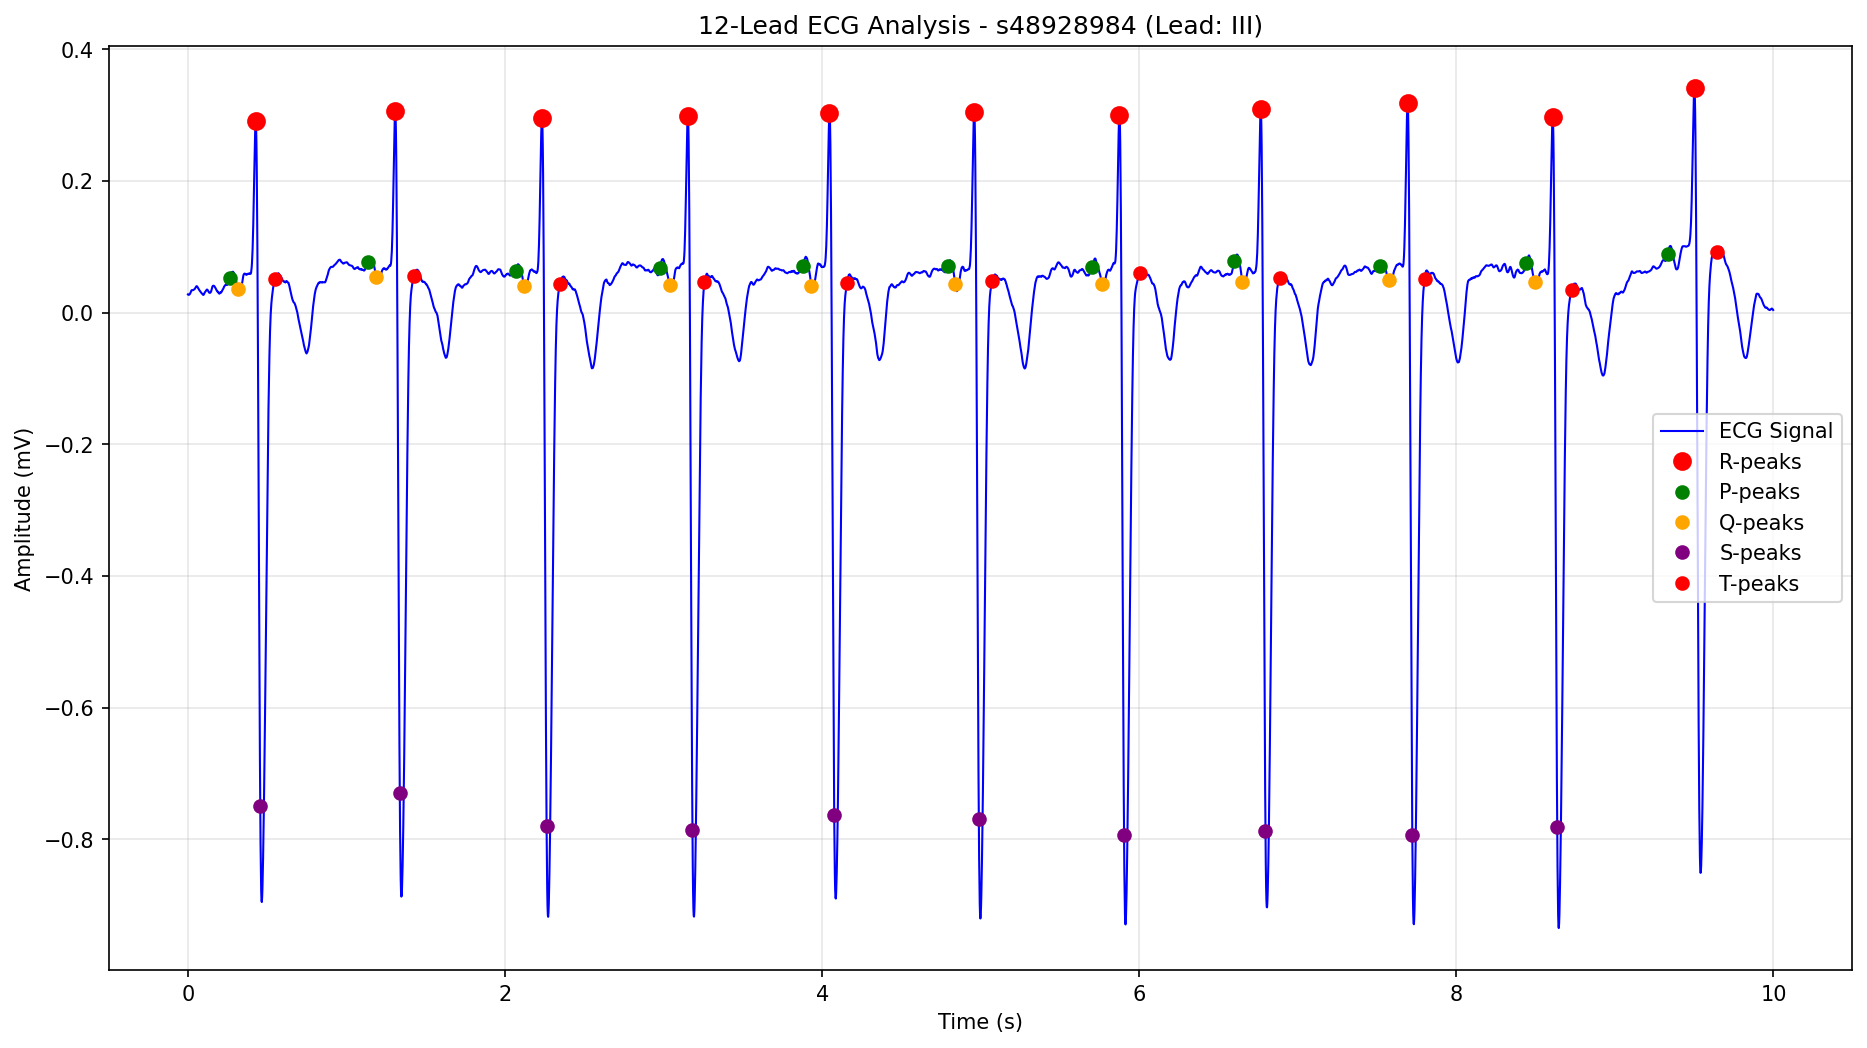 12-Lead ECG Analysis - s48928984 (Lead: III)
Amplitude (mV)
0.4
0.2
0.0
−0.2
−0.4
−0.6
−0.8
ECG Signal
R-peaks
P-peaks
Q-peaks
S-peaks
T-peaks
0 2 4 6 8 10
Time (s)